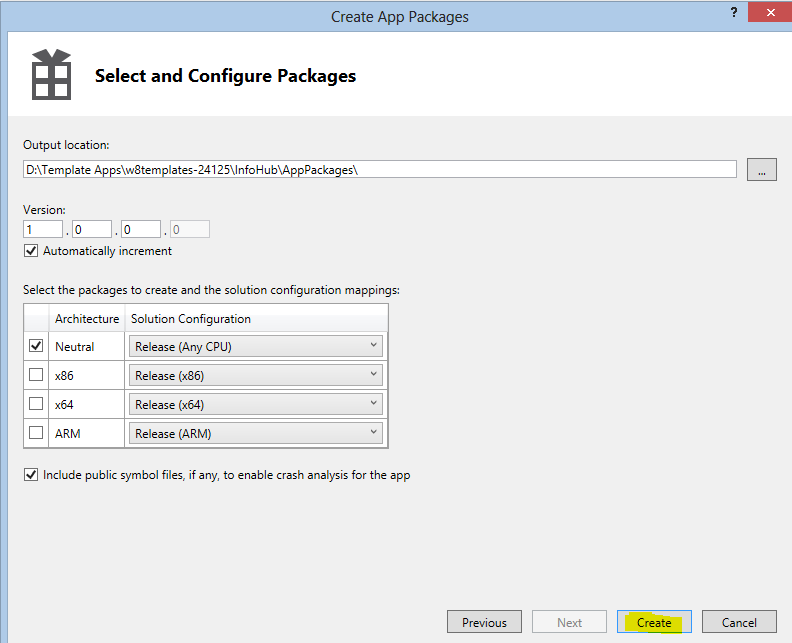 Create App Packages
?
Select and Configure Packages
Output location:
D:\Template Apps\w8templates-24125\InfoHub\AppPackages\
...
Version:
1 . 0 . 0 . 0
Automatically increment
Select the packages to create and the solution configuration mappings:
Architecture Solution Configuration
Neutral Release (Any CPU)
x86 Release (x86)
x64 Release (x64)
ARM Release (ARM)
Include public symbol files, if any, to enable crash analysis for the app
Previous Next Create Cancel